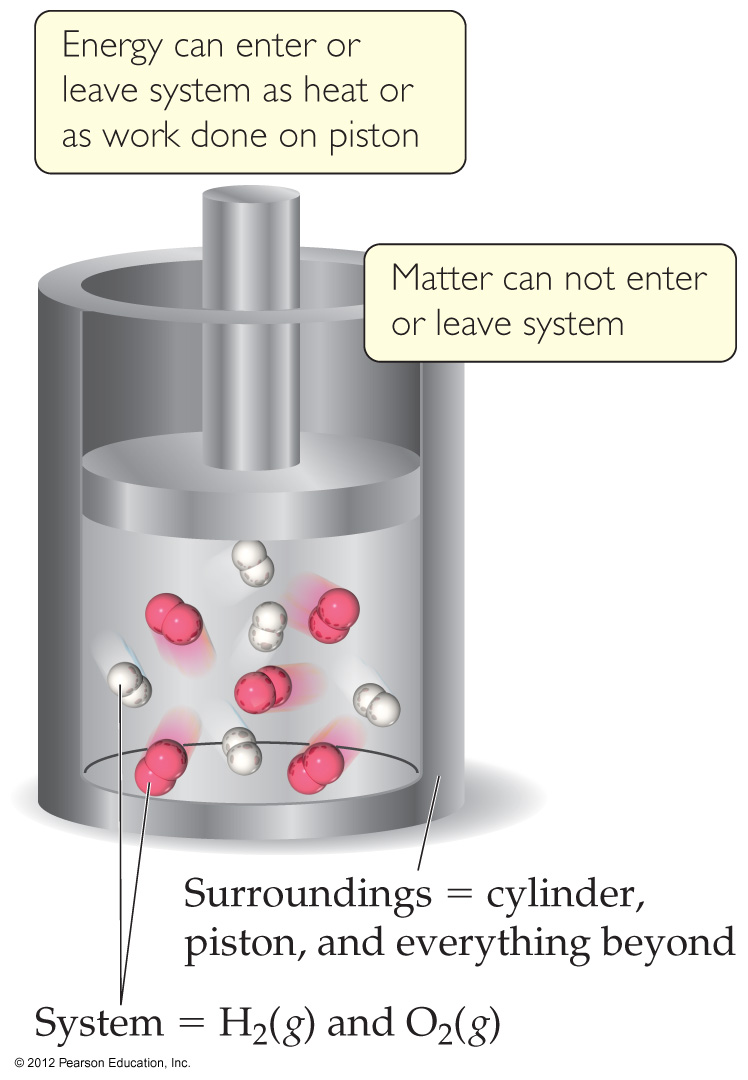 Energy can enter or
leave system as heat or
as work done on piston
Matter can not enter
or leave system
Surroundings = cylinder,
piston, and everything beyond
System = H₂(g) and O₂(g)
© 2012 Pearson Education, Inc.